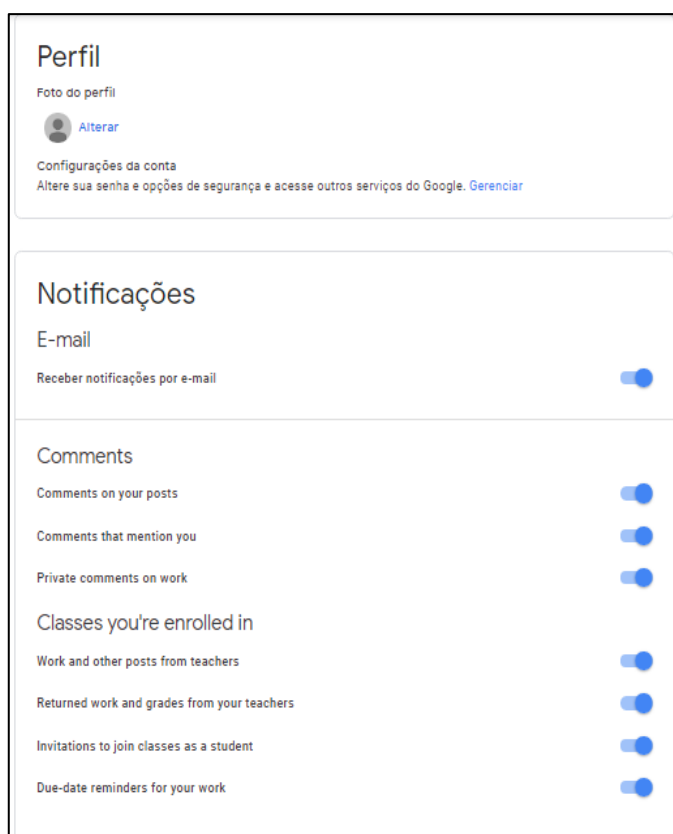 Perfil
Foto do perfil
Alterar
Configurações da conta
Altere sua senha e opções de segurança e acesse outros serviços do Google. Gerenciar
Notificações
E-mail
Receber notificações por e-mail
Comments
Comments on your posts
Comments that mention you
Private comments on work
Classes you're enrolled in
Work and other posts from teachers
Returned work and grades from your teachers
Invitations to join classes as a student
Due-date reminders for your work